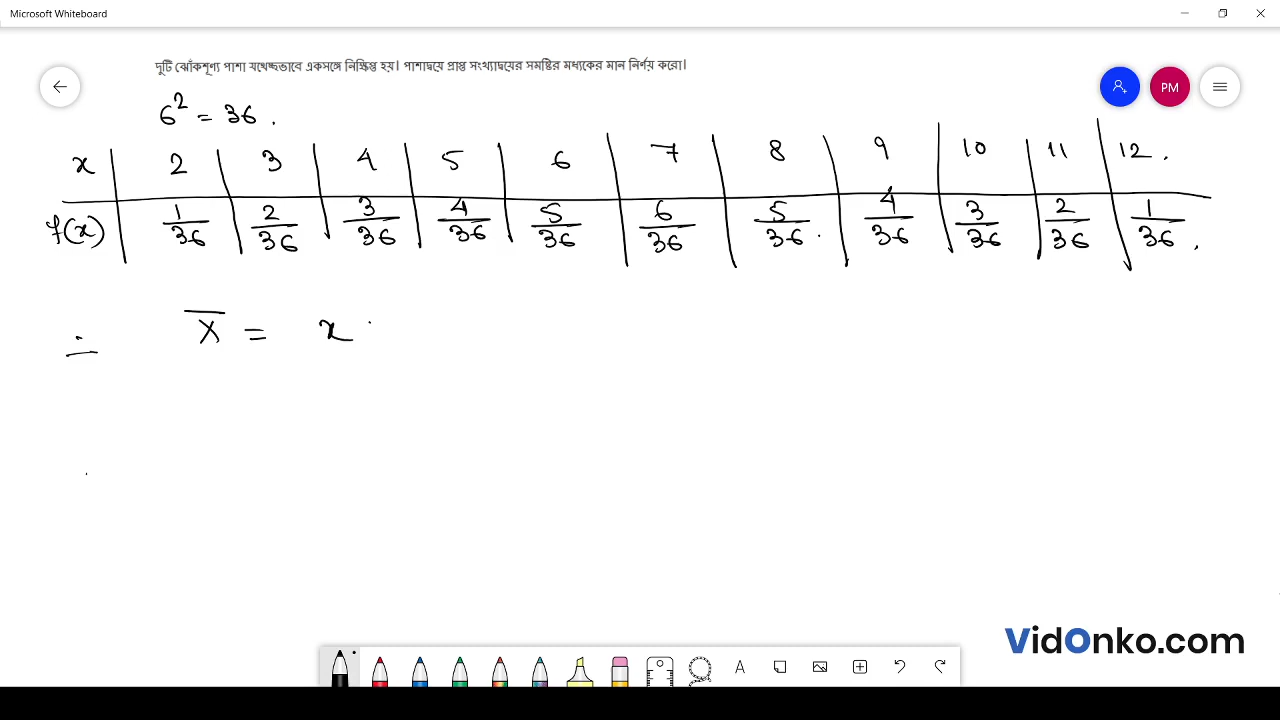 Microsoft Whiteboard
দুটি ঝোঁকশূন্য পাশা যথেচ্ছভাবে একসঙ্গে নিক্ষিপ্ত হয়। পাশাদ্বয়ে প্রাপ্ত সংখ্যাদ্বয়ের সমষ্টির মধ্যকের মান নির্ণয় করো।
PM
6² = 36 .
x 2 3 4 5 6 7 8 9 10 11 12 .
f(x) 1/36 2/36 3/36 4/36 5/36 6/36 5/36 . 4/36 3/36 2/36 1/36 .
∴ X̅ = x
VidOnko.com
A